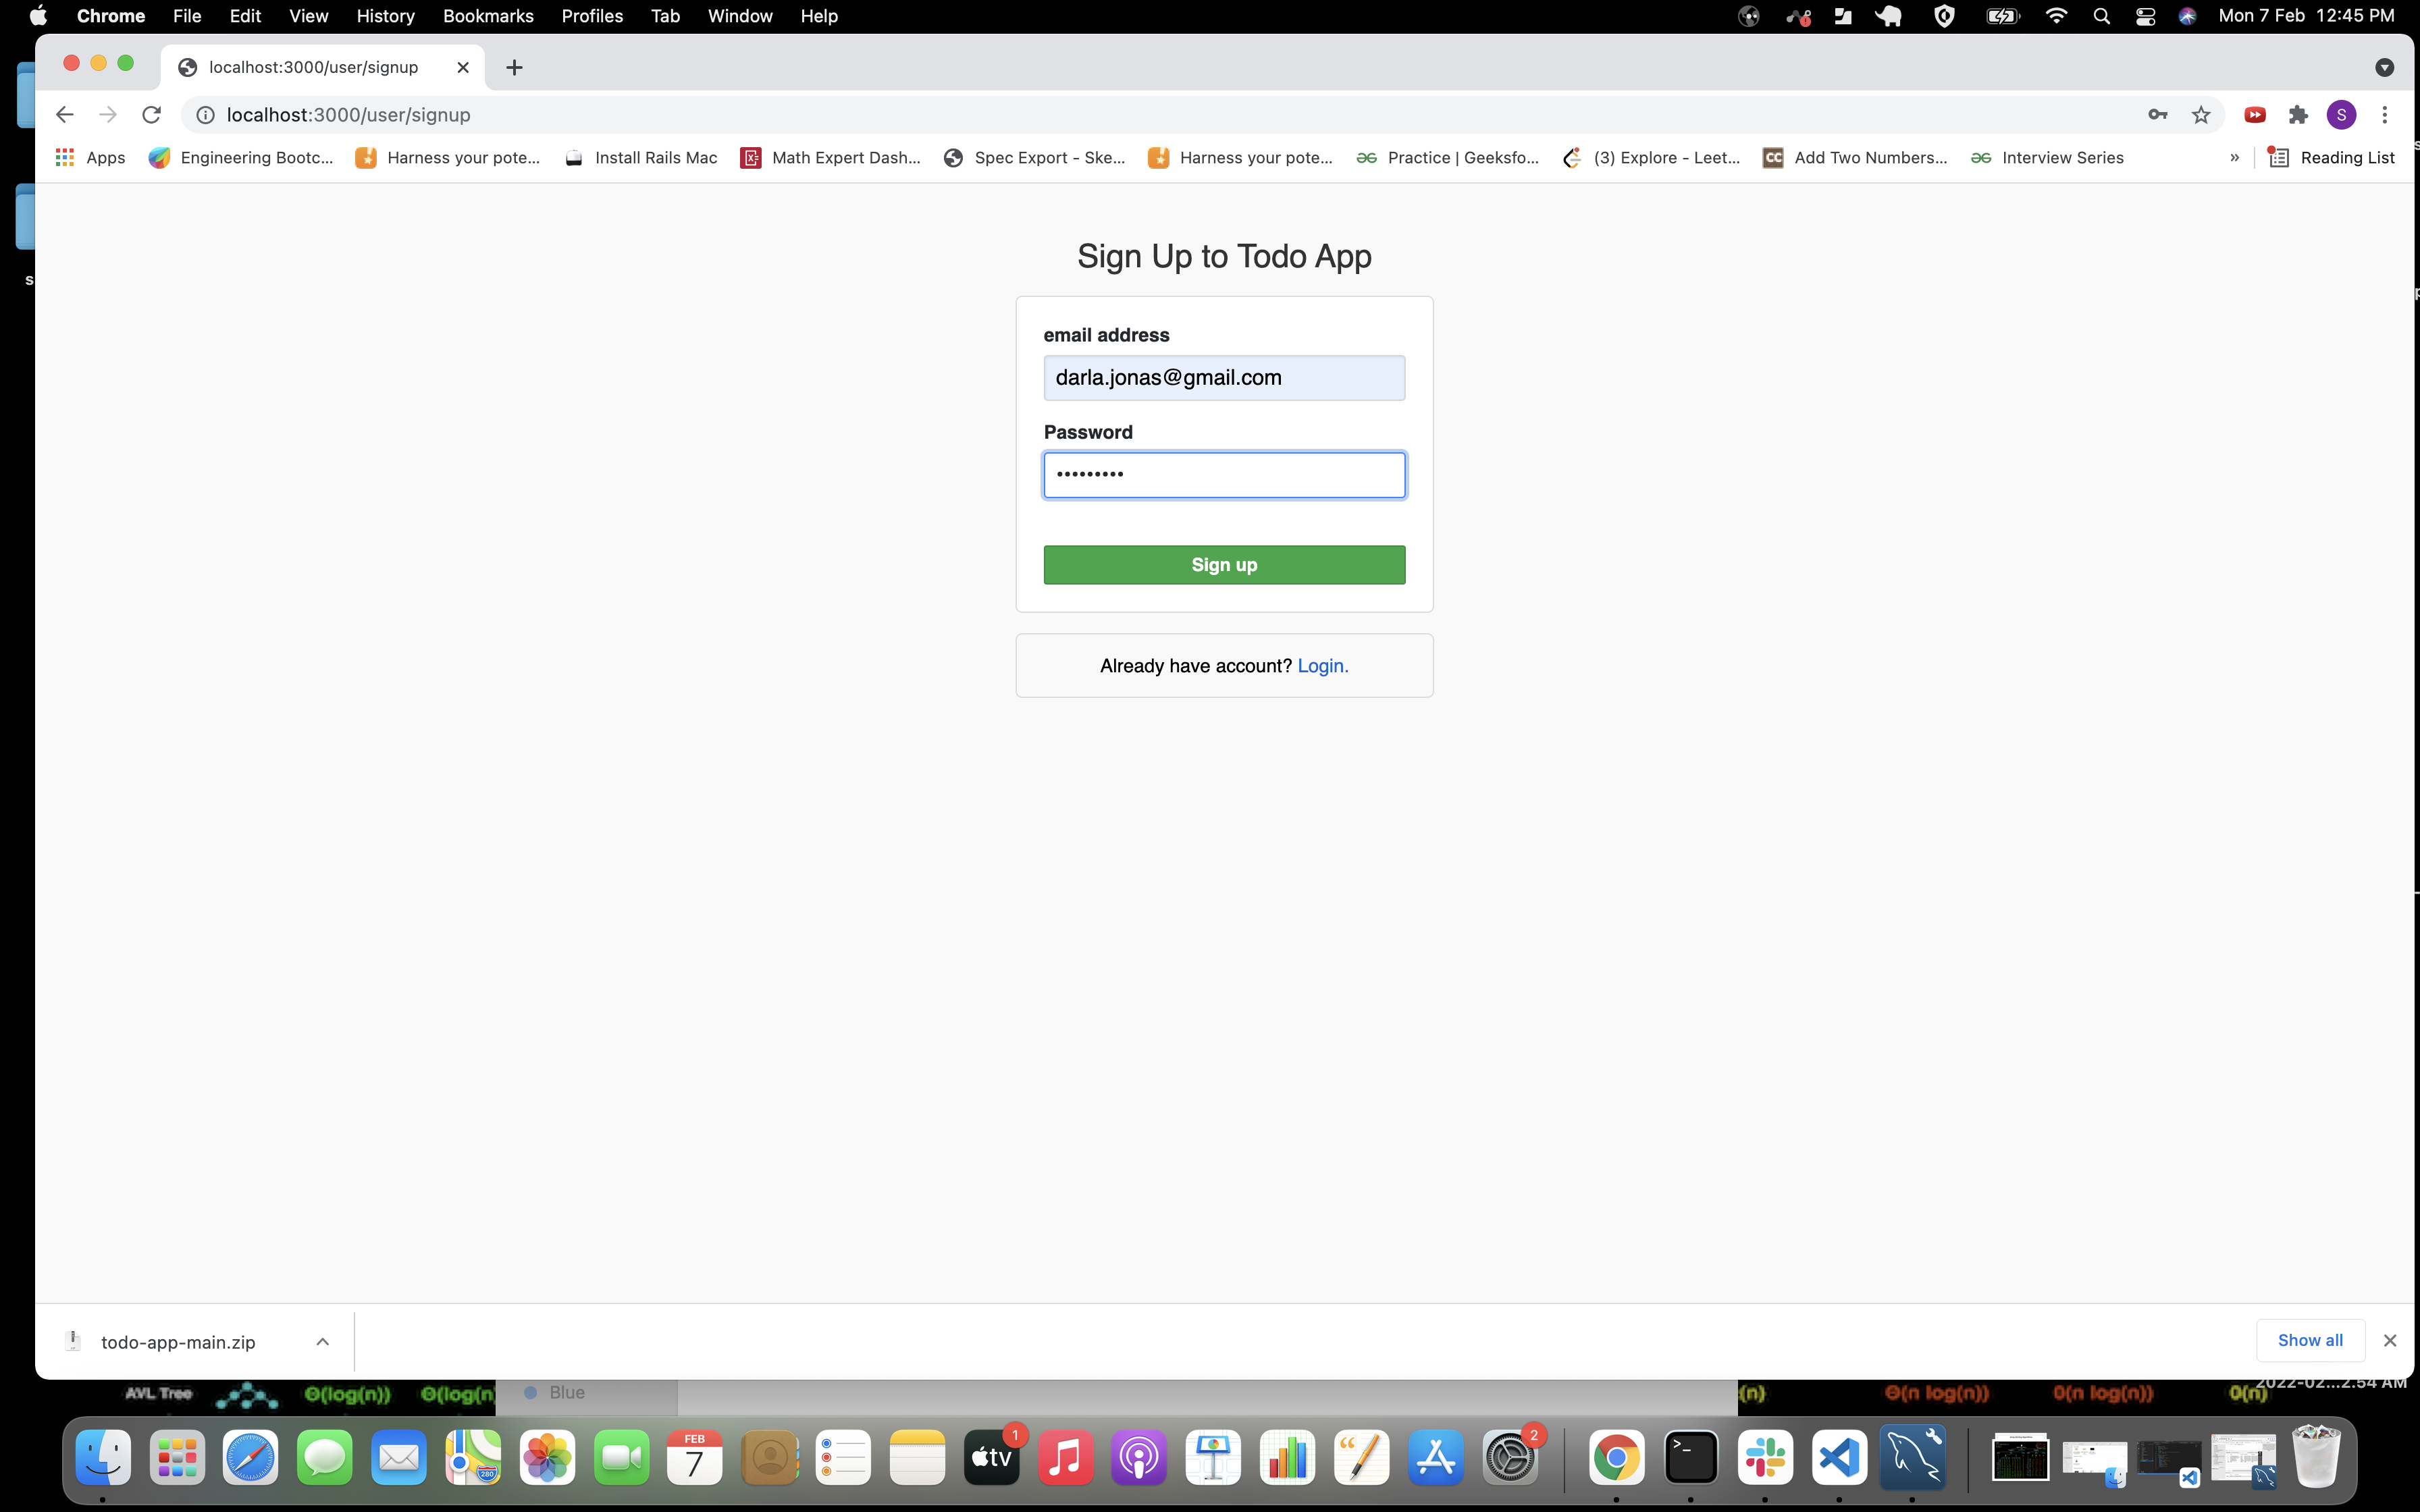 Chrome File Edit View History Bookmarks Profiles Tab Window Help Mon 7 Feb 12:45 PM
localhost:3000/user/signup
localhost:3000/user/signup S
Apps Engineering Bootc... Harness your pote... Install Rails Mac Math Expert Dash... Spec Export - Ske... Harness your pote... Practice | Geeksfo... (3) Explore - Leet... CC Add Two Numbers... Interview Series » Reading List
Sign Up to Todo App
s
email address
darla.jonas@gmail.com
Password
•••••••••
Sign up
Already have account? Login.
todo-app-main.zip Show all
AVL Tree Θ(log(n)) Θ(log(n) Blue (n) Θ(n log(n)) O(n log(n)) O(n) 2022-02...2.54 AM
FEB
7
280
tv
1
2